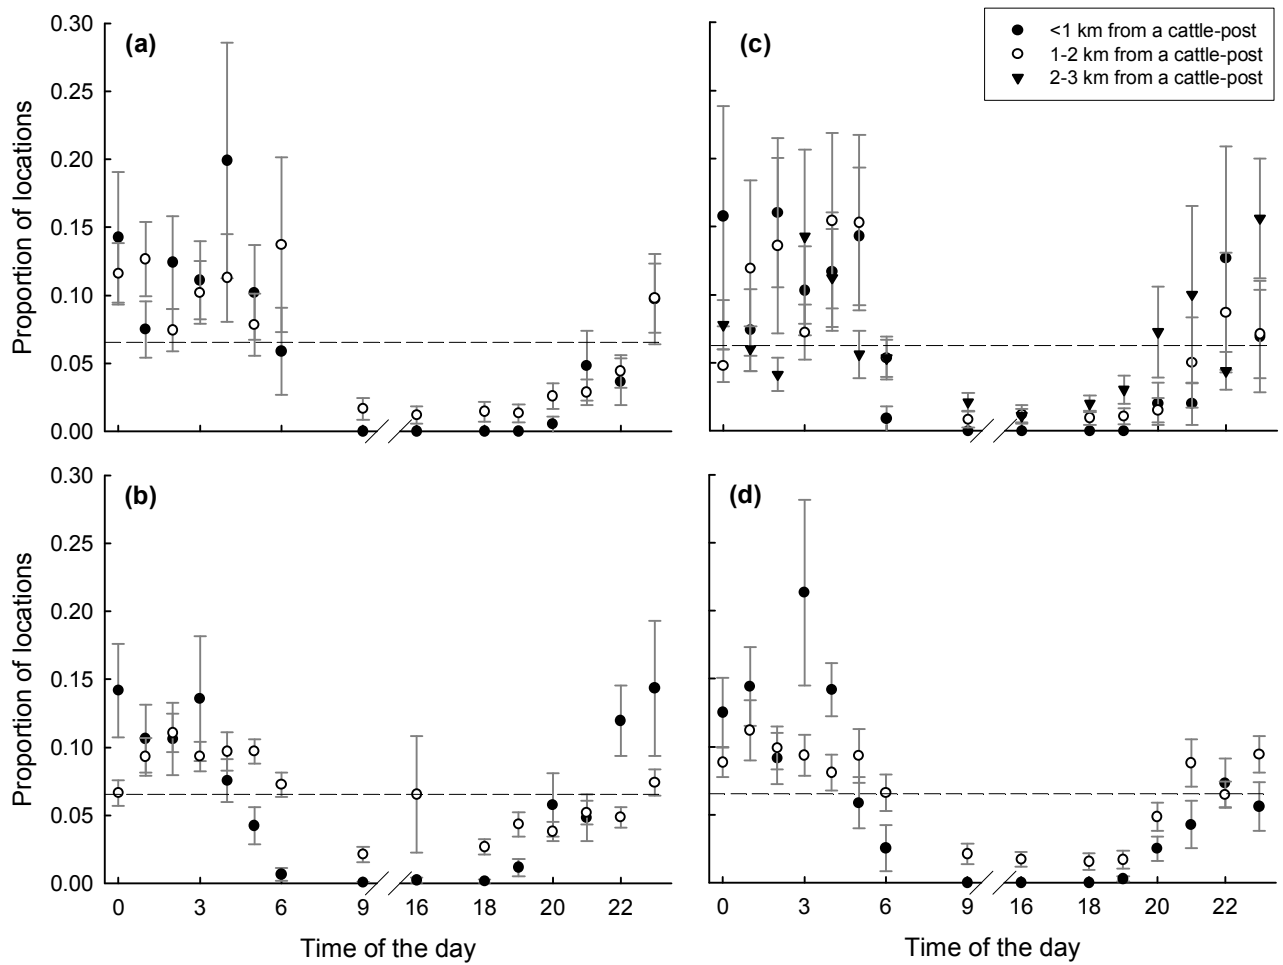 0.30
0.25
0.20
0.15
0.10
0.05
0.00
Proportion of locations
(a)
(c)
<1 km from a cattle-post
1-2 km from a cattle-post
2-3 km from a cattle-post
0.30
0.25
0.20
0.15
0.10
0.05
0.00
Proportion of locations
(b)
(d)
0 3 6 9 16 18 20 22
Time of the day
0 3 6 9 16 18 20 22
Time of the day